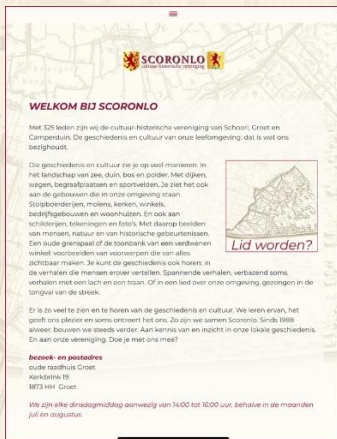 SCORONLO
cultuur-historische vereniging
WELKOM BIJ SCORONLO
Met 325 leden zijn wij de cultuur-historische vereniging van Schoorl, Groet en
Camperduin. De geschiedenis en cultuur van onze leefomgeving: dat is wat ons
bezighoudt.
Die geschiedenis en cultuur zie je op veel manieren. In
het landschap van zee, duin, bos en polder. Met dijken,
wegen, begraafplaatsen en sportvelden. Je ziet het ook
aan de gebouwen die in onze omgeving staan.
Stolpboerderijen, molens, kerken, winkels,
bedrijfsgebouwen en woonhuizen. En ook aan
schilderijen, tekeningen en foto's. Met daarop beelden
van mensen, natuur en van historische gebeurtenissen.
Een oude grenspaal of de toonbank van een verdwenen
winkel: voorbeelden van voorwerpen die van alles
zichtbaar maken. Je kunt de geschiedenis ook horen: in
de verhalen die mensen erover vertellen. Spannende verhalen, verbazend soms,
verhalen met een lach en een traan. Of in een lied over onze omgeving, gezongen in de
tongval van de streek.
Lid worden?
Er is zo veel te zien en te horen van de geschiedenis en cultuur. We leren ervan, het
geeft ons plezier en soms ontroert het ons. Zo zijn we samen Scoronlo. Sinds 1988
alweer, bouwen we steeds verder. Aan kennis van en inzicht in onze lokale geschiedenis.
En aan onze vereniging. Doe je met ons mee?
bezoek- en postadres
oude raadhuis Groet
Kerkbrink 19
1873 HH Groet
We zijn elke dinsdagmiddag aanwezig van 14:00 tot 16:00 uur, behalve in de maanden
juli en augustus.